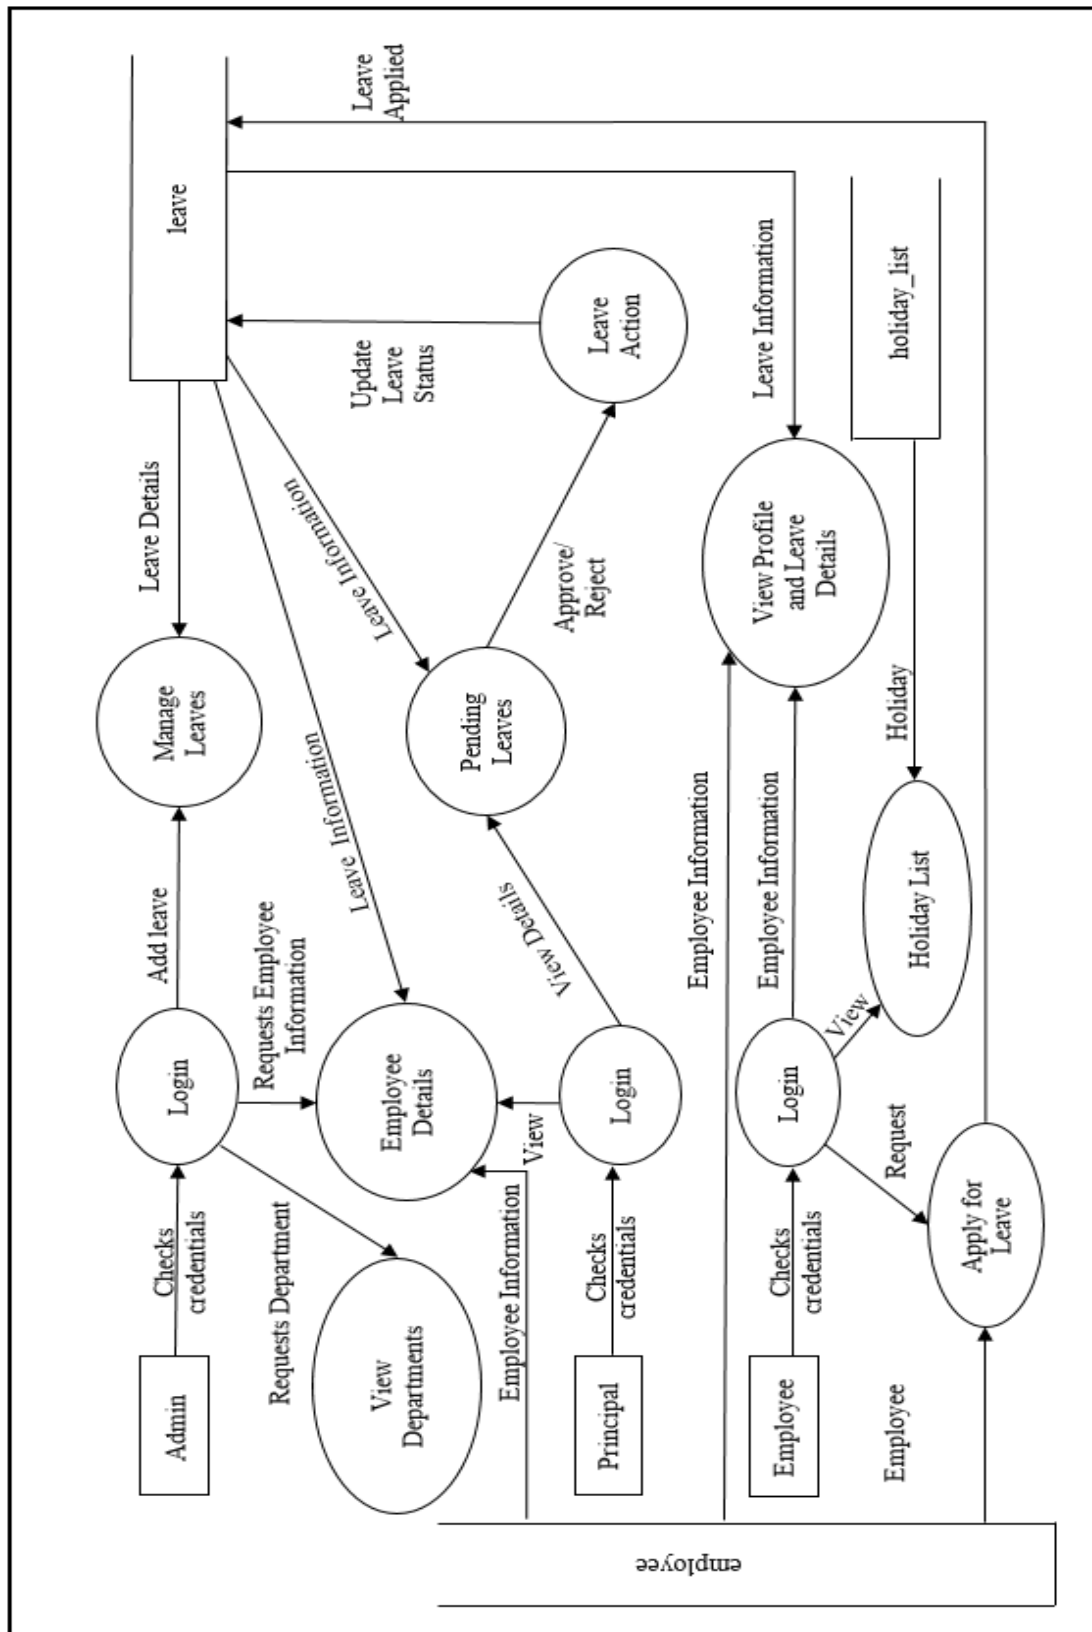 leave
Leave
Applied
Leave Details
Update
Leave
Status
Leave
Action
Leave Information
holiday_list
Manage
Leaves
Leave Information
Approve/
Reject
View Profile
and Leave
Details
Pending
Leaves
Holiday
Add leave
Leave Information
Requests Employee
Information
View Details
Employee Information
Employee Information
Holiday List
Login
Employee
Details
View
Login
Login
View
Request
Checks
credentials
Requests Department
Employee Information
Checks
credentials
Checks
credentials
Apply for
Leave
Admin
View
Departments
Principal
Employee
Employee
employee